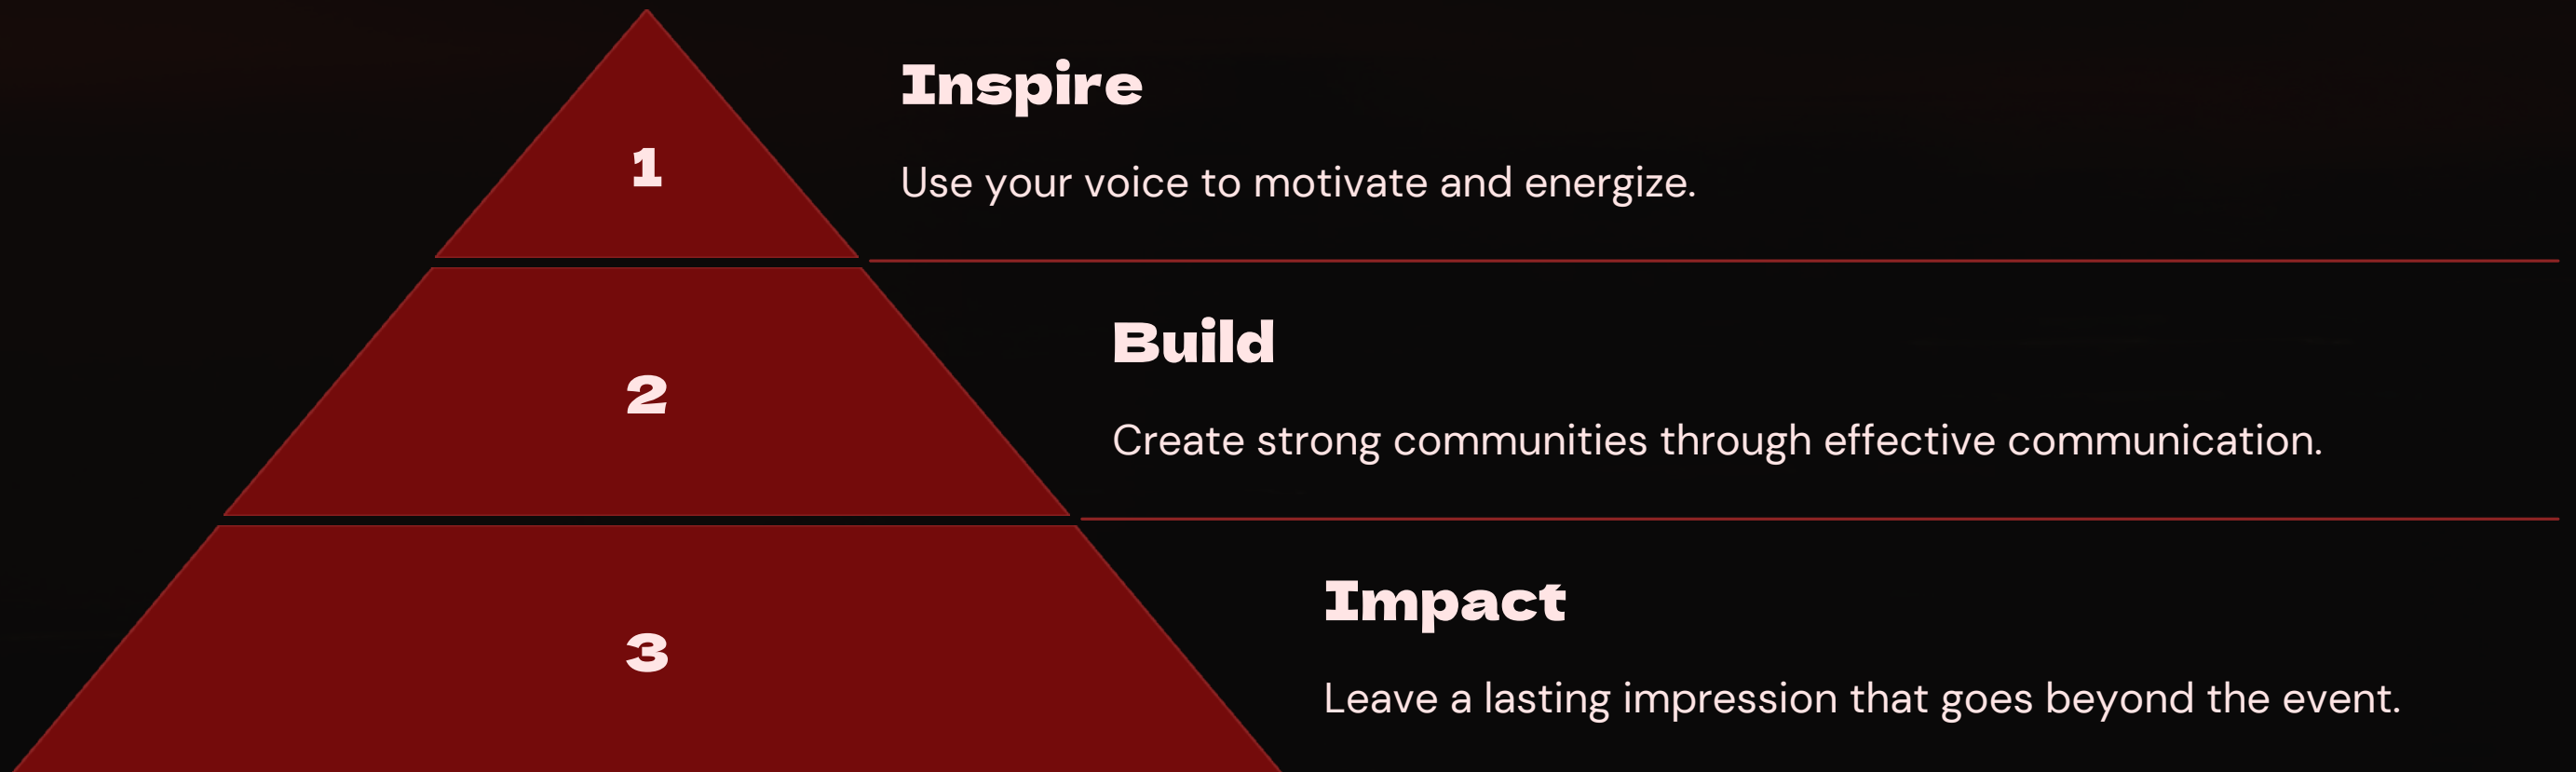 1
Inspire
Use your voice to motivate and energize.
2
Build
Create strong communities through effective communication.
3
Impact
Leave a lasting impression that goes beyond the event.